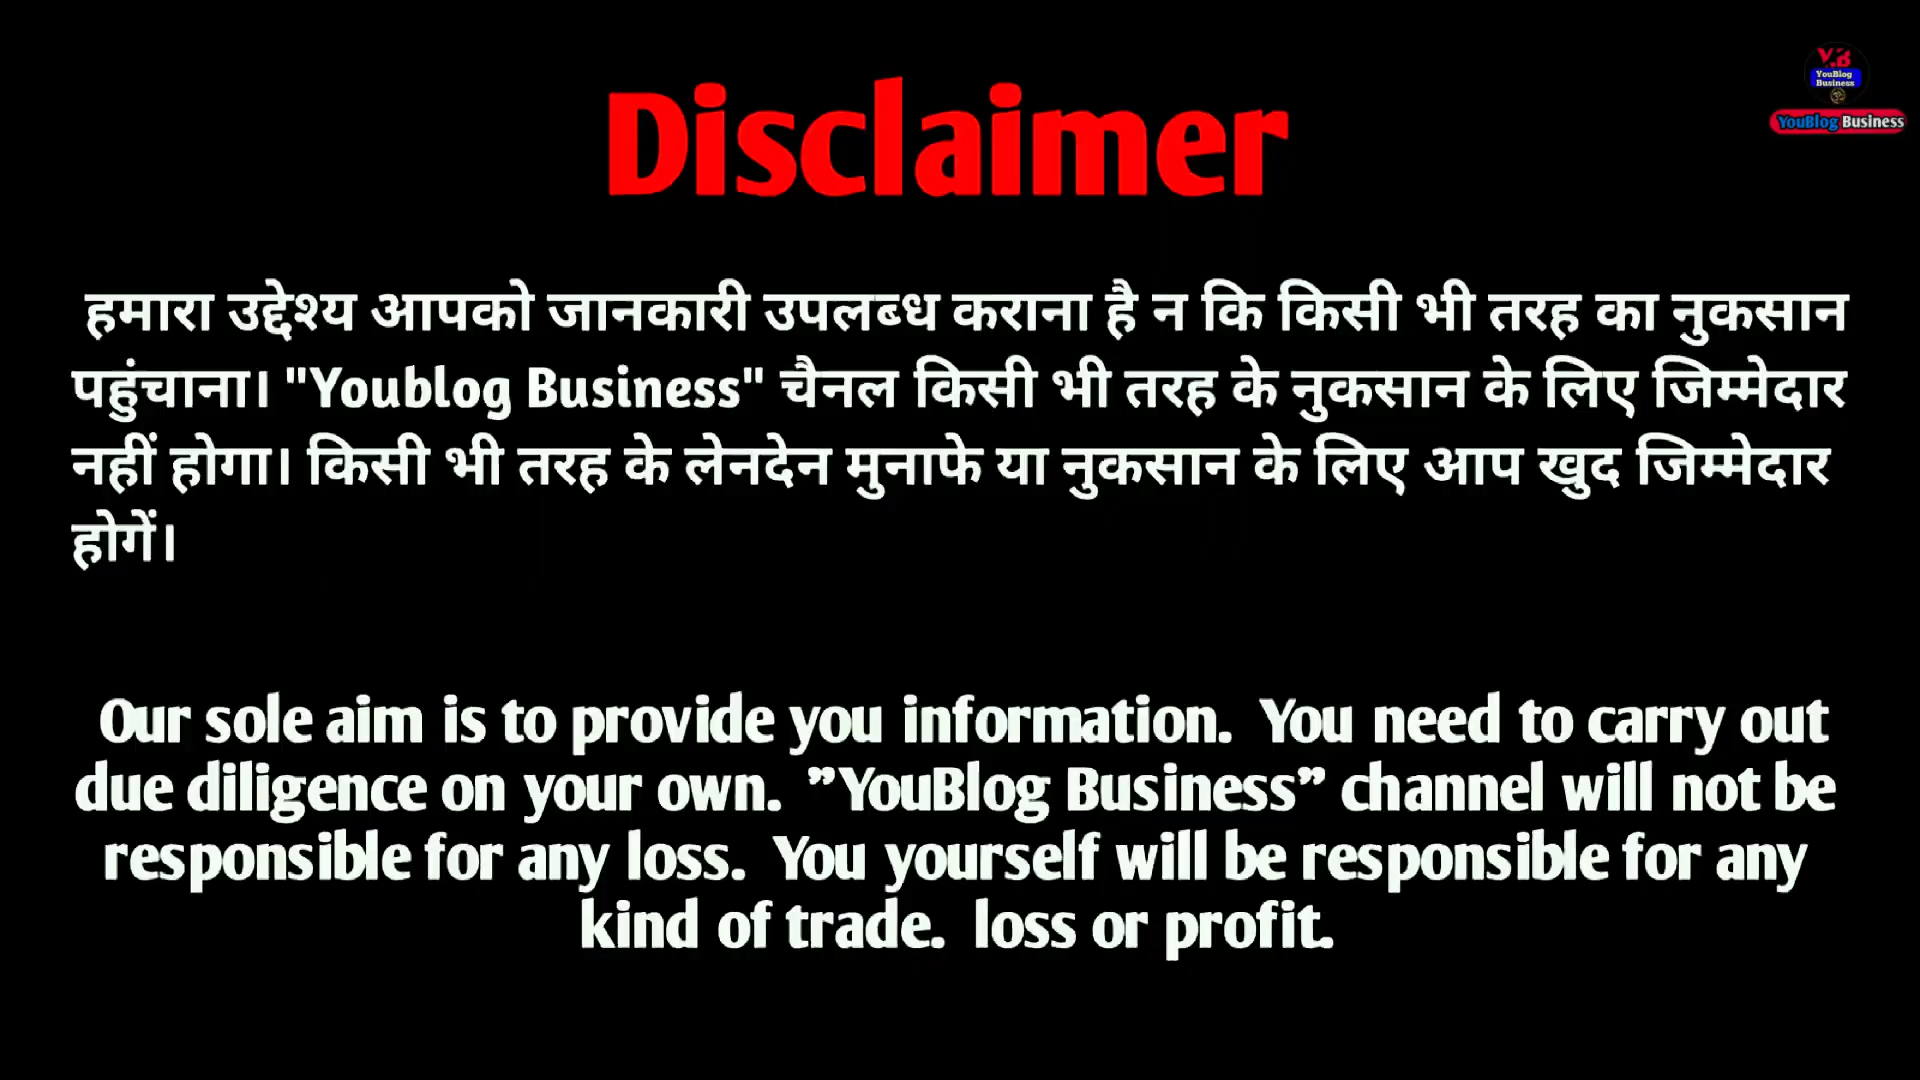 YB
YouBlog
Business
YouBlog Business
Disclaimer
हमारा उद्देश्य आपको जानकारी उपलब्ध कराना है न कि किसी भी तरह का नुकसान
पहुंचाना। "Youblog Business" चैनल किसी भी तरह के नुकसान के लिए जिम्मेदार
नहीं होगा। किसी भी तरह के लेनदेन मुनाफे या नुकसान के लिए आप खुद जिम्मेदार
होगें।
Our sole aim is to provide you information. You need to carry out
due diligence on your own. ”YouBlog Business” channel will not be
responsible for any loss. You yourself will be responsible for any
kind of trade. loss or profit.